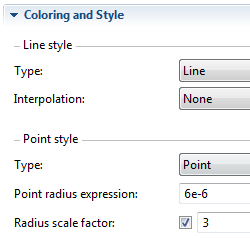 Coloring and Style
Line style
Type: Line
Interpolation: None
Point style
Type: Point
Point radius expression: 6e-6
Radius scale factor: 3